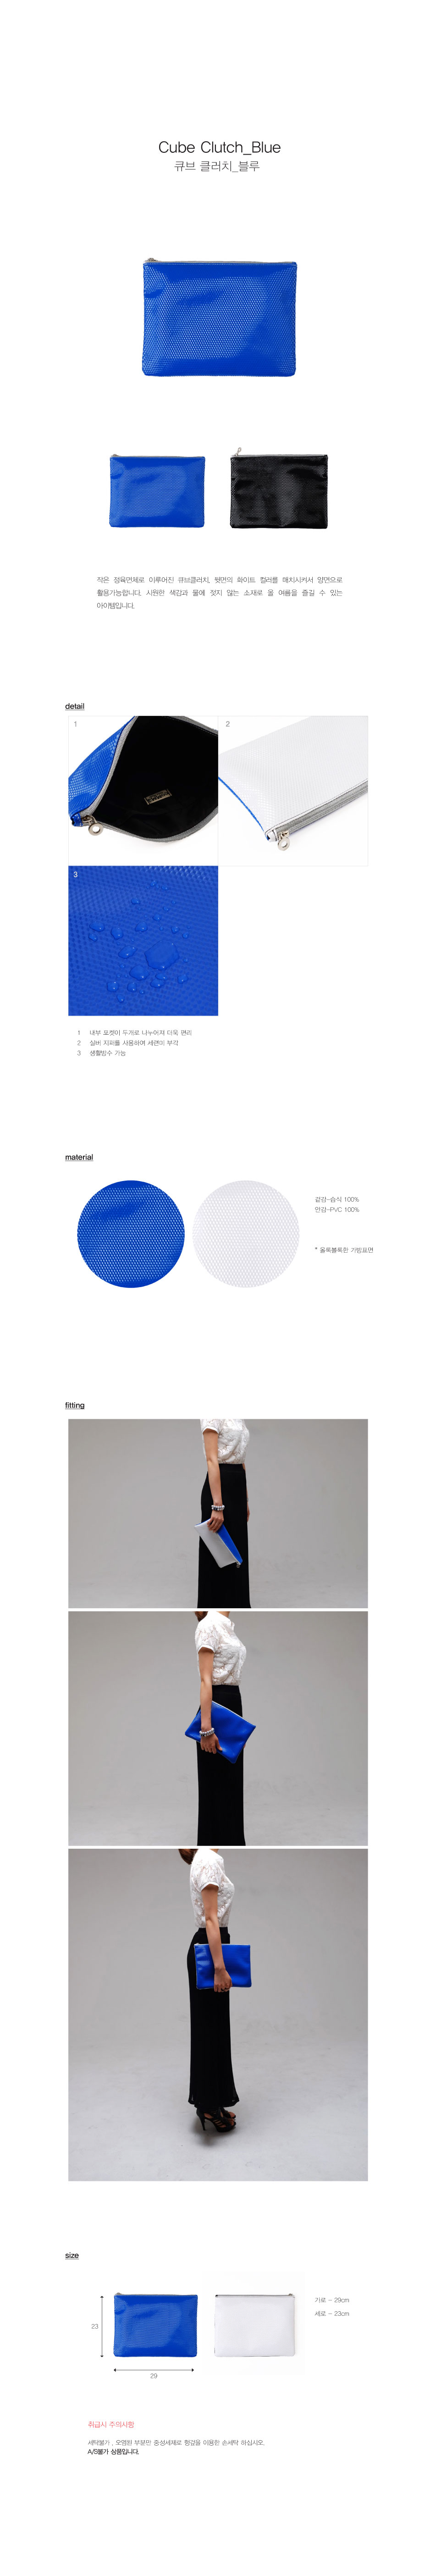 Cube Clutch_Blue
큐브 클러치_블루
작은 정육면체로 이루어진 큐브클러치. 뒷면의 화이트 컬러를 매치시켜서 양면으로
활용가능합니다. 시원한 색감과 물에 젖지 않는 소재로 올 여름을 즐길 수 있는
아이템입니다.
detail
1
2
3
1 내부 포켓이 두개로 나누어져 더욱 편리
2 실버 지퍼를 사용하여 세련미 부각
3 생활방수 가능
material
겉감-습식 100%
안감-PVC 100%
* 올록볼록한 가방표면
fitting
size
가로 - 29cm
세로 - 23cm
23
29
취급시 주의사항
세탁불가 , 오염된 부분만 중성세제로 헝겊을 이용한 손세탁 하십시오.
A/S불가 상품입니다.